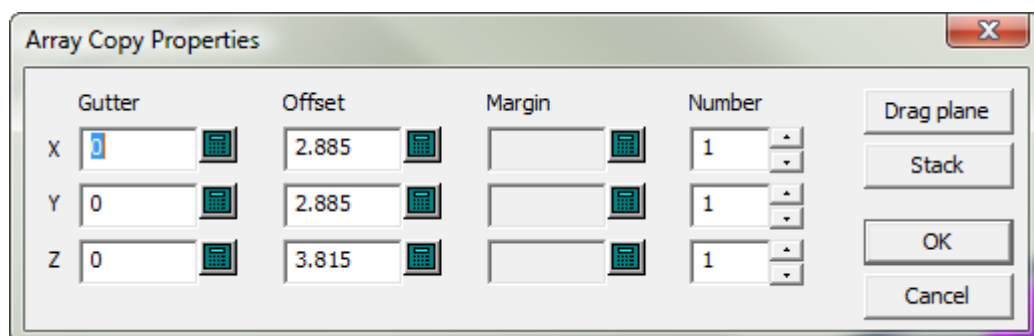 Array Copy Properties
Gutter Offset Margin Number
X 0 2.885 1
Y 0 2.885 1
Z 0 3.815 1
Drag plane
Stack
OK
Cancel